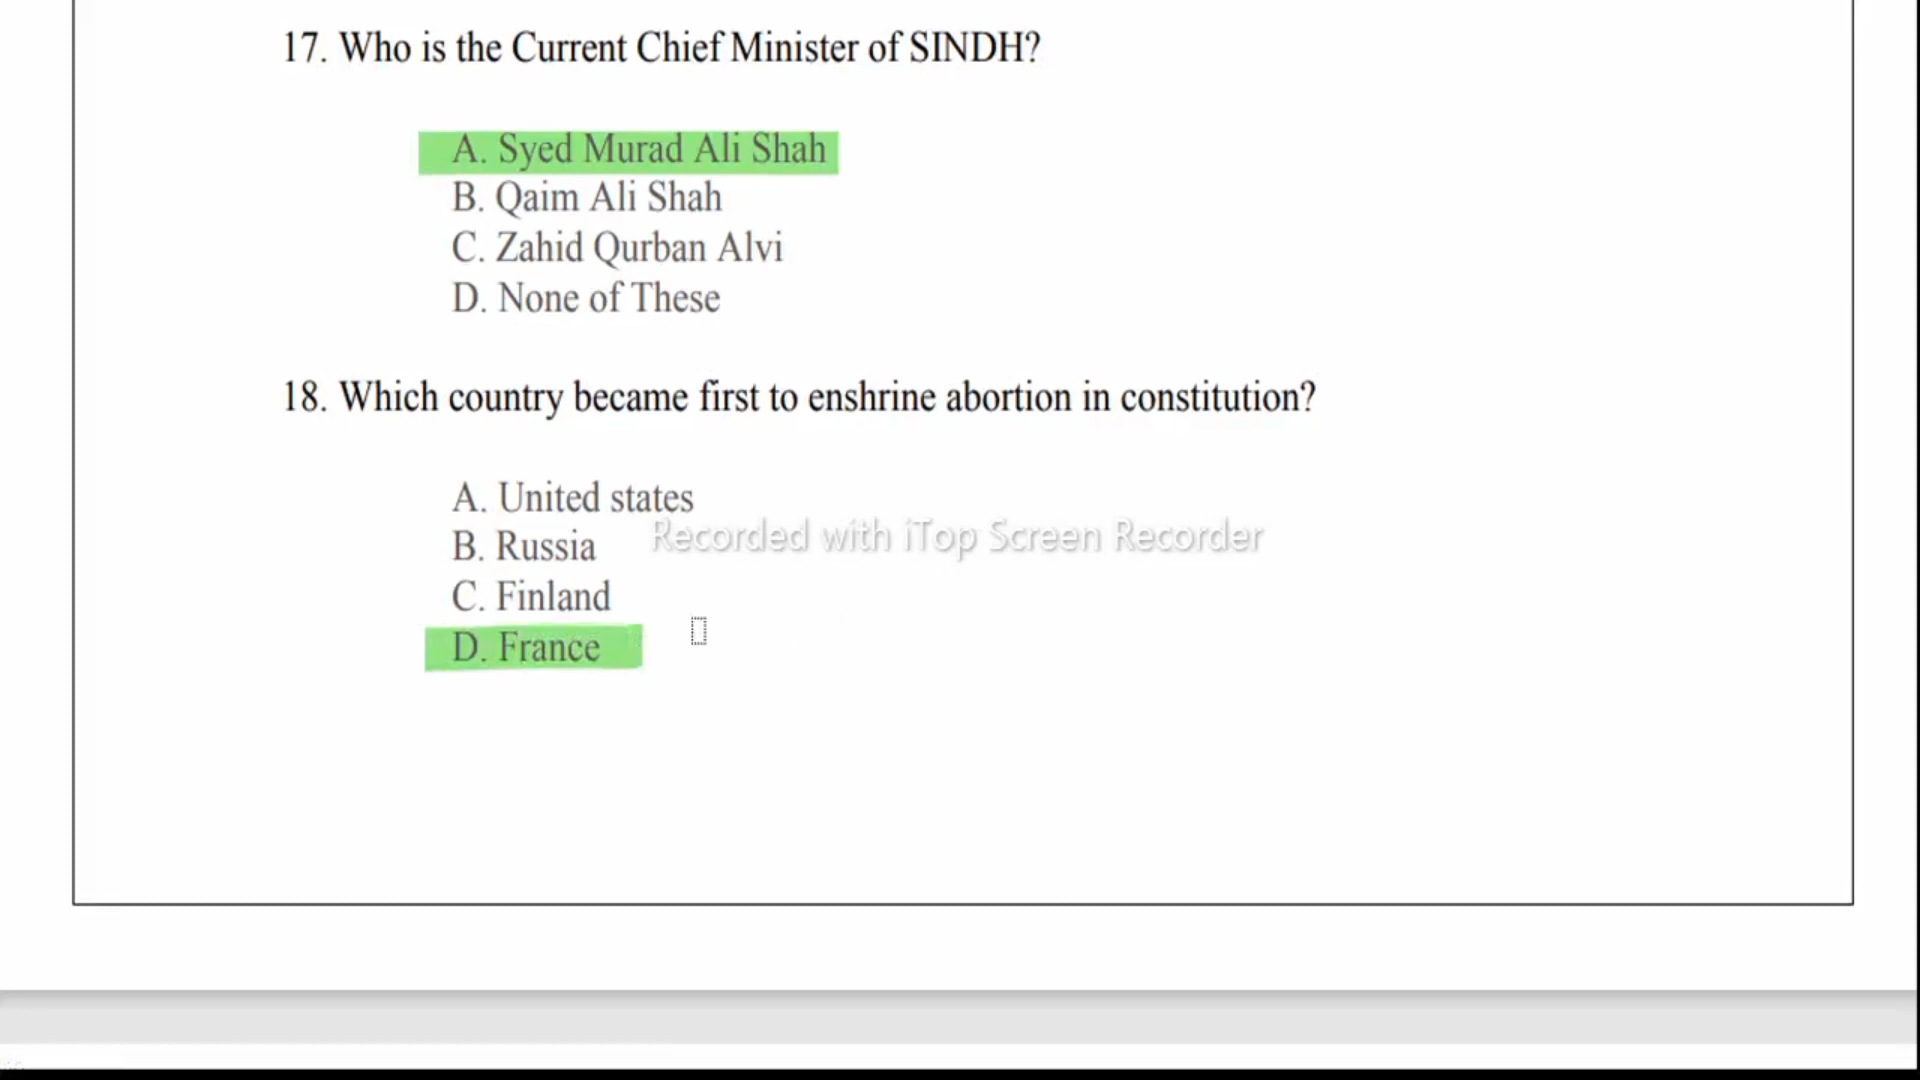 17. Who is the Current Chief Minister of SINDH?
A. Syed Murad Ali Shah
B. Qaim Ali Shah
C. Zahid Qurban Alvi
D. None of These
18. Which country became first to enshrine abortion in constitution?
A. United states
Recorded with iTop Screen Recorder
B. Russia
C. Finland
D. France